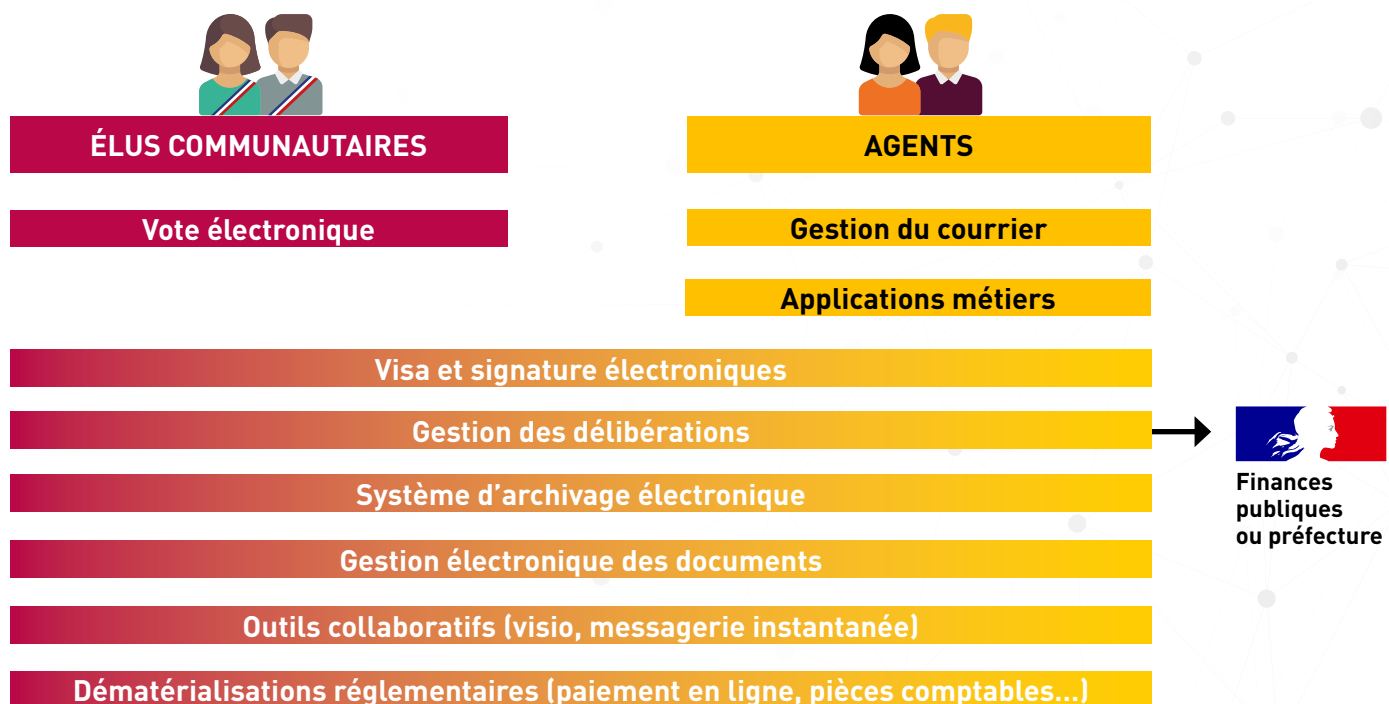 ÉLUS COMMUNAUTAIRES
AGENTS
Vote électronique
Gestion du courrier
Applications métiers
Visa et signature électroniques
Gestion des délibérations
Système d'archivage électronique
Gestion électronique des documents
Outils collaboratifs (visio, messagerie instantanée)
Dématérialisations réglementaires (paiement en ligne, pièces comptables...)
Finances
publiques
ou préfecture